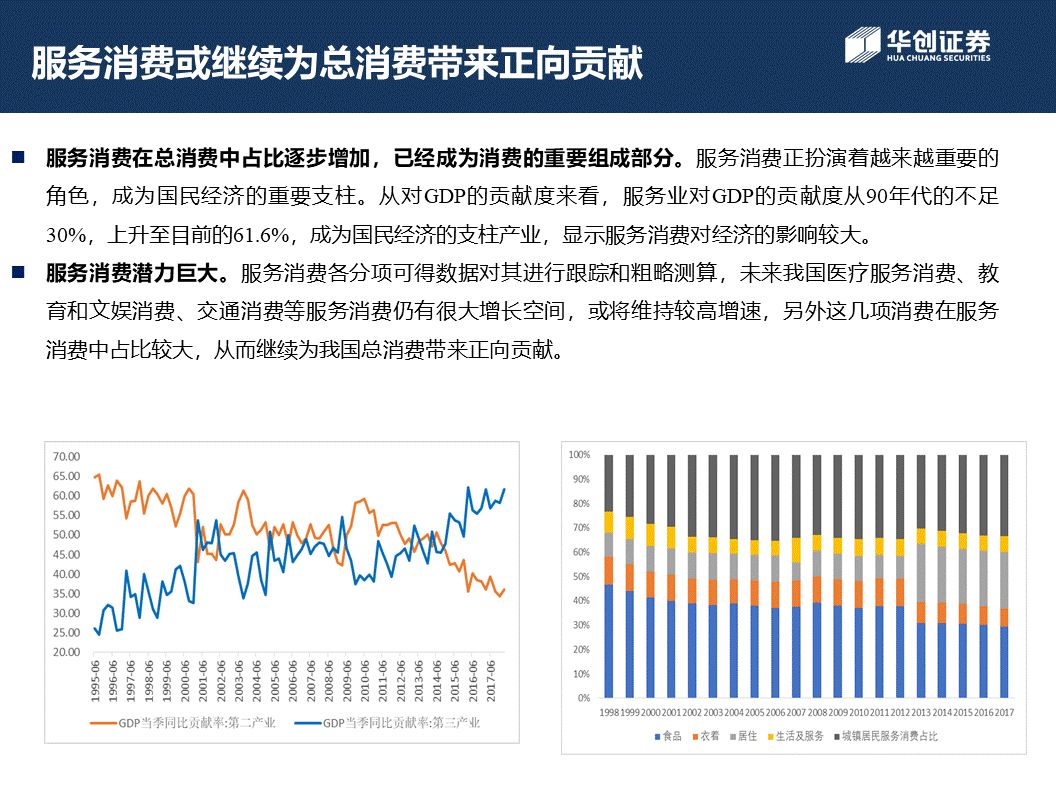 服务消费或继续为总消费带来正向贡献
华创证券
HUA CHUANG SECURITIES
服务消费在总消费中占比逐步增加，已经成为消费的重要组成部分。服务消费正扮演着越来越重要的
角色，成为国民经济的重要支柱。从对GDP的贡献度来看，服务业对GDP的贡献度从90年代的不足
30%，上升至目前的61.6%，成为国民经济的支柱产业，显示服务消费对经济的影响较大。
服务消费潜力巨大。服务消费各分项可得数据对其进行跟踪和粗略测算，未来我国医疗服务消费、教
育和文娱消费、交通消费等服务消费仍有很大增长空间，或将维持较高增速，另外这几项消费在服务
消费中占比较大，从而继续为我国总消费带来正向贡献。
70.00
65.00
60.00
55.00
50.00
45.00
40.00
35.00
30.00
25.00
20.00
1995-06 1996-06 1997-06 1998-06 1999-06 2000-06 2001-06 2002-06 2003-06 2004-06 2005-06 2006-06 2007-06 2008-06 2009-06 2010-06 2011-06 2012-06 2013-06 2014-06 2015-06 2016-06 2017-06
GDP当季同比贡献率:第二产业 GDP当季同比贡献率:第三产业
100%
90%
80%
70%
60%
50%
40%
30%
20%
10%
0%
1998 1999 2000 2001 2002 2003 2004 2005 2006 2007 2008 2009 2010 2011 2012 2013 2014 2015 2016 2017
食品 衣着 居住 生活及服务 城镇居民服务消费占比